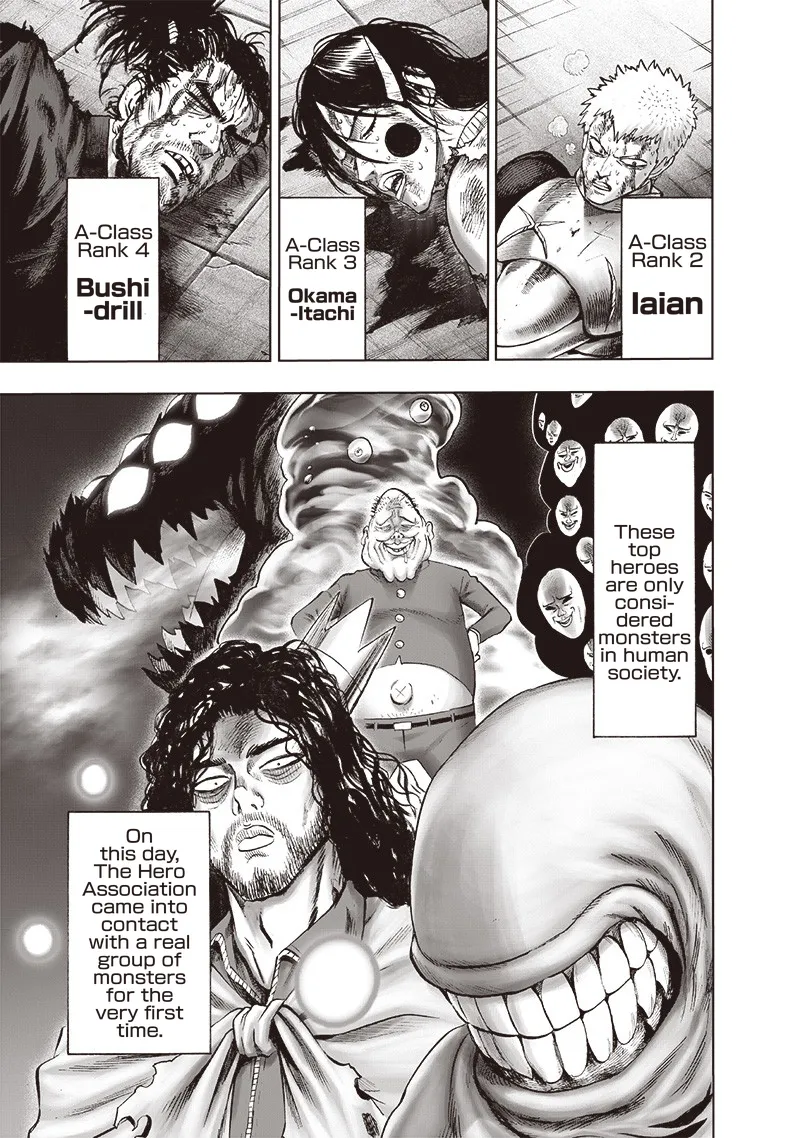 A-Class
Rank 2
Iaian
A-Class
Rank 3
Okama
-Itachi
A-Class
Rank 4
Bushi
-drill
These
top
heroes
are only
consi-
dered
monsters
in human
society.
On
this day,
The Hero
Association
came into
contact
with a real
group of
monsters
for the
very first
time.